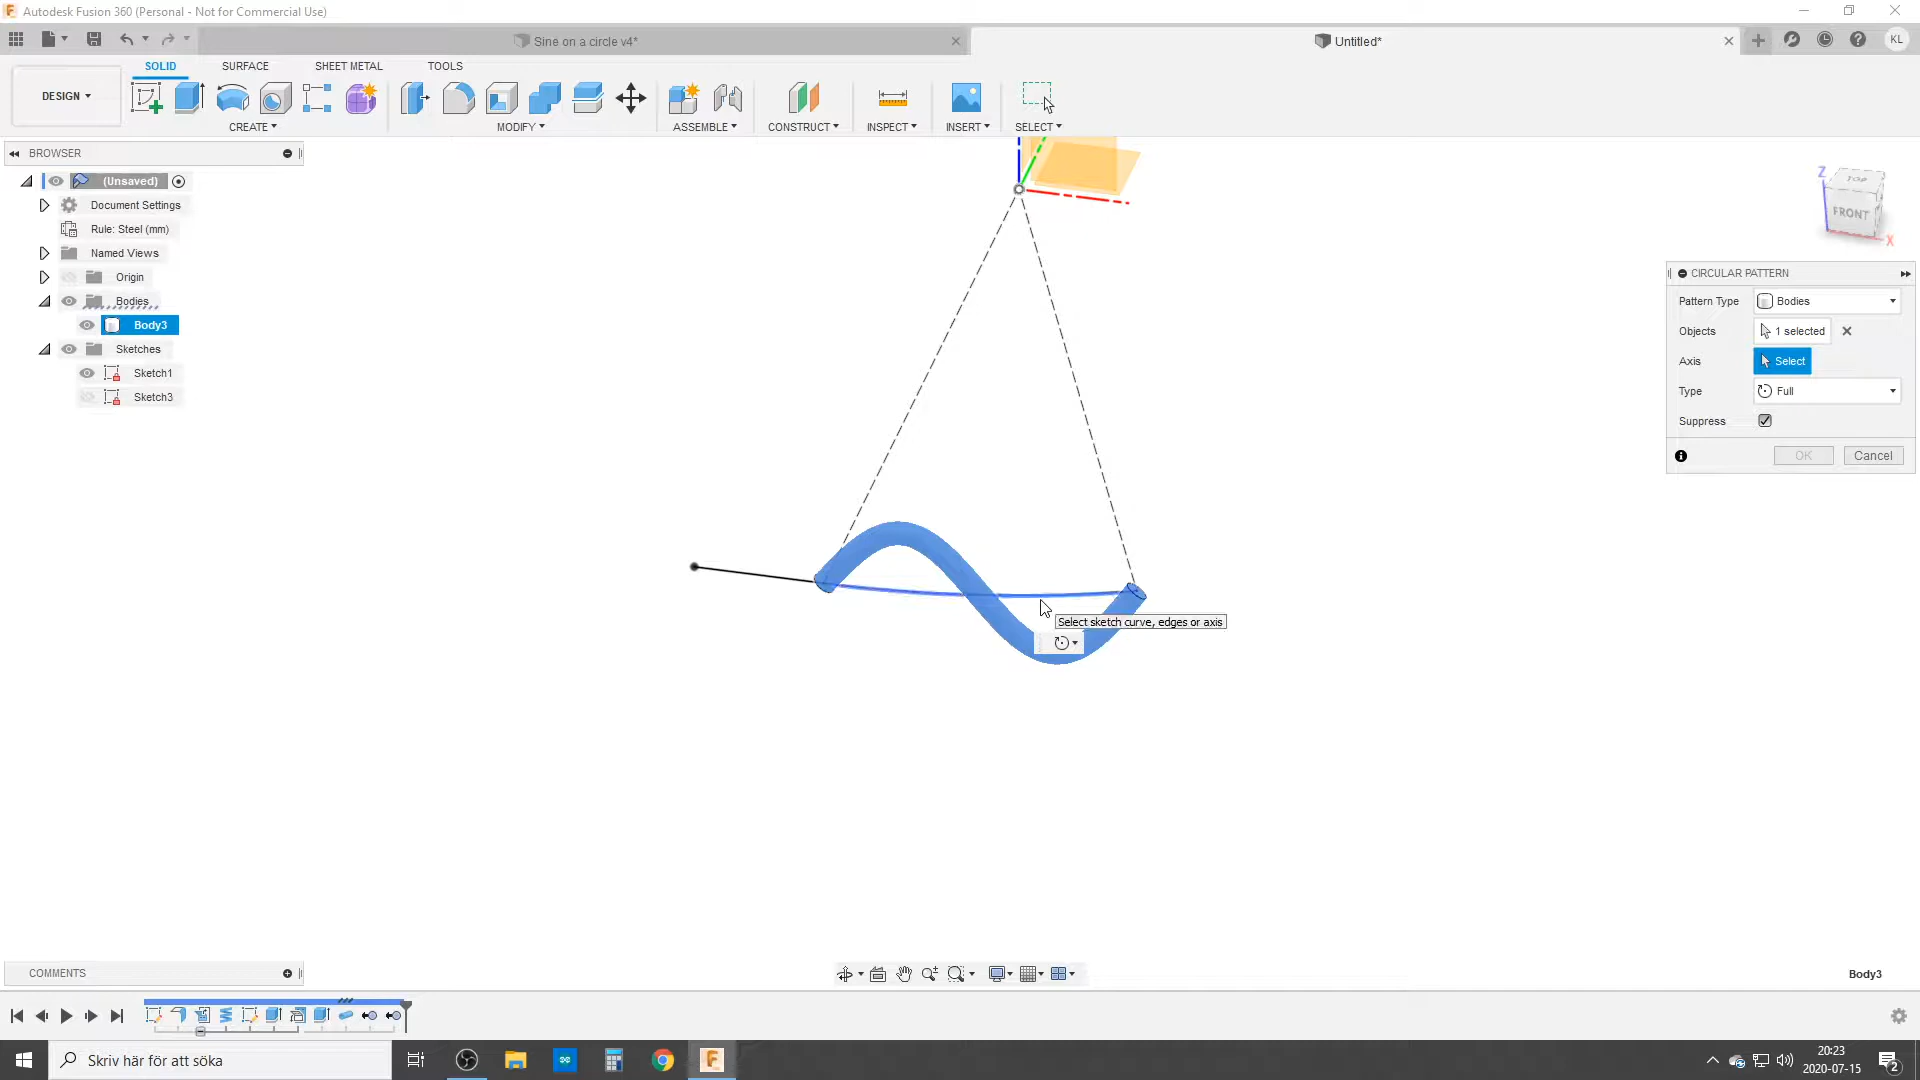 Autodesk Fusion 360 (Personal - Not for Commercial Use)
Sine on a circle v4*
Untitled*
KL
DESIGN
SOLID
SURFACE
SHEET METAL
TOOLS
CREATE
MODIFY
ASSEMBLE
CONSTRUCT
INSPECT
INSERT
SELECT
BROWSER
(Unsaved)
Document Settings
Rule: Steel (mm)
Named Views
Origin
Bodies
Body3
Sketches
Sketch1
Sketch3
Z
TOP
FRONT
X
CIRCULAR PATTERN
Pattern Type
Bodies
Objects
1 selected
Axis
Select
Type
Full
Suppress
OK
Cancel
Select sketch curve, edges or axis
COMMENTS
Body3
Skriv här för att söka
20:23
2020-07-15
2